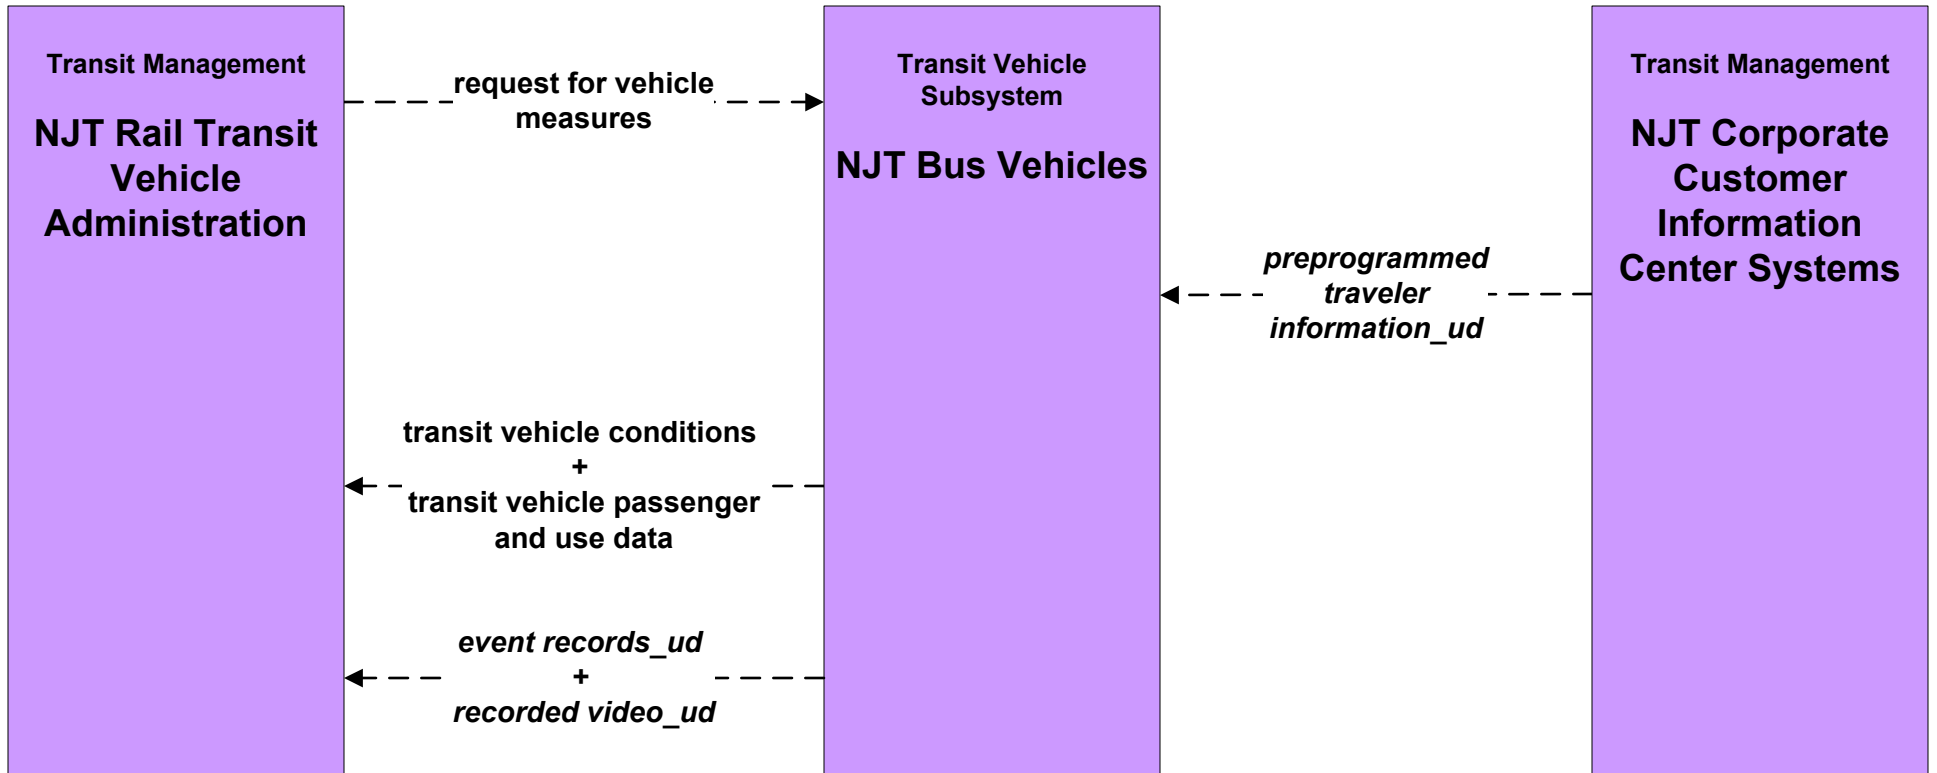 Transit Management
NJT Rail Transit
Vehicle
Administration
request for vehicle
measures
transit vehicle conditions
+
transit vehicle passenger
and use data
event records_ud
+
recorded video_ud
Transit Vehicle
Subsystem
NJT Bus Vehicles
preprogrammed
traveler
information_ud
Transit Management
NJT Corporate
Customer
Information
Center Systems